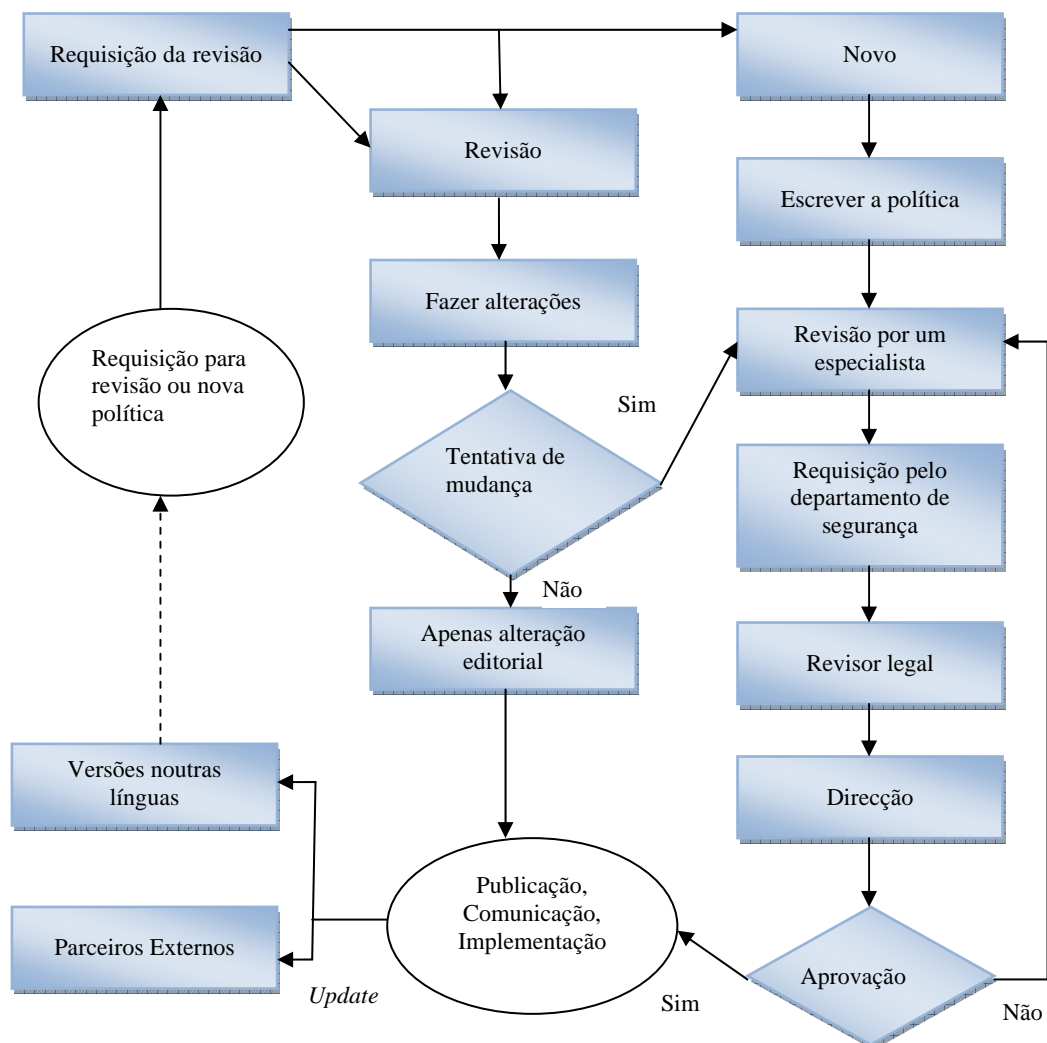 Requisição da revisão
Novo
Revisão
Escrever a política
Fazer alterações
Revisão por um
especialista
Requisição para
revisão ou nova
política
Sim
Tentativa de
mudança
Requisição pelo
departamento de
segurança
Não
Apenas alteração
editorial
Revisor legal
Versões noutras
línguas
Direcção
Publicação,
Comunicação,
Implementação
Parceiros Externos
Aprovação
Update
Sim
Não